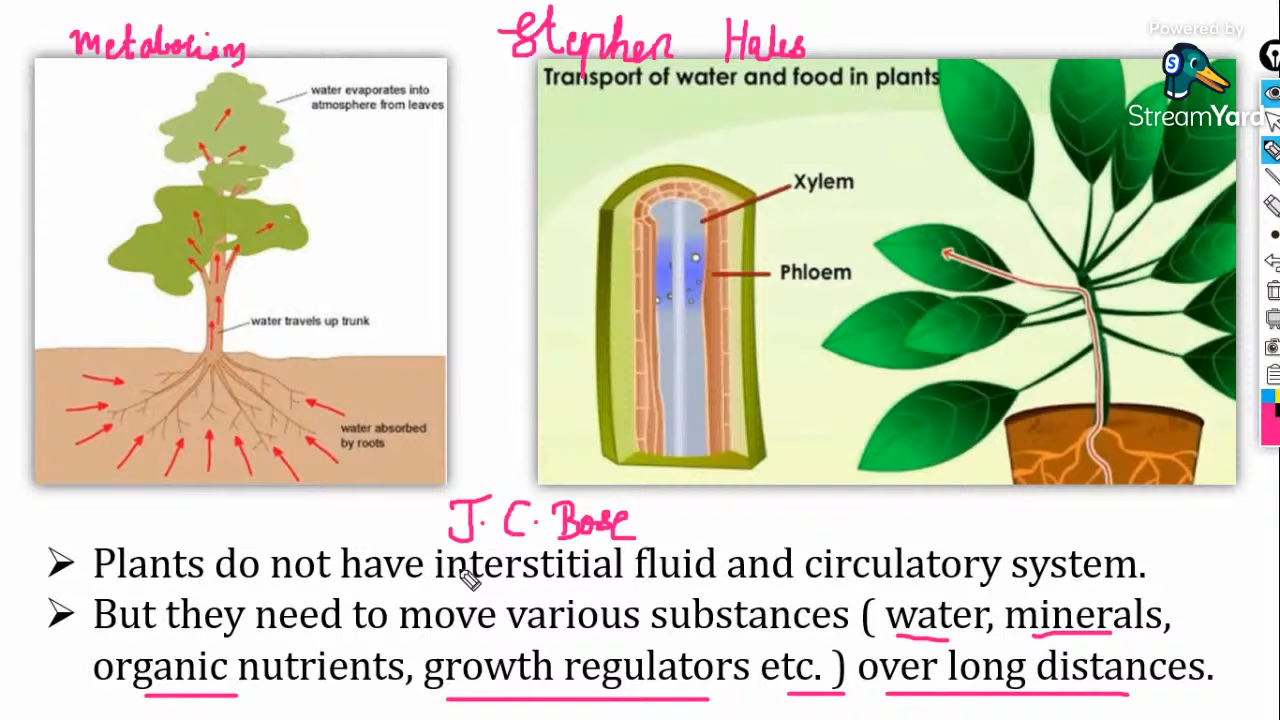 Metabolism
Stephen Hales
Powered by
StreamYard
water evaporates into
atmosphere from leaves
water travels up trunk
water absorbed
by roots
Transport of water and food in plants
Xylem
Phloem
J. C. Bose
➤ Plants do not have interstitial fluid and circulatory system.
➤ But they need to move various substances ( water, minerals,
organic nutrients, growth regulators etc. ) over long distances.